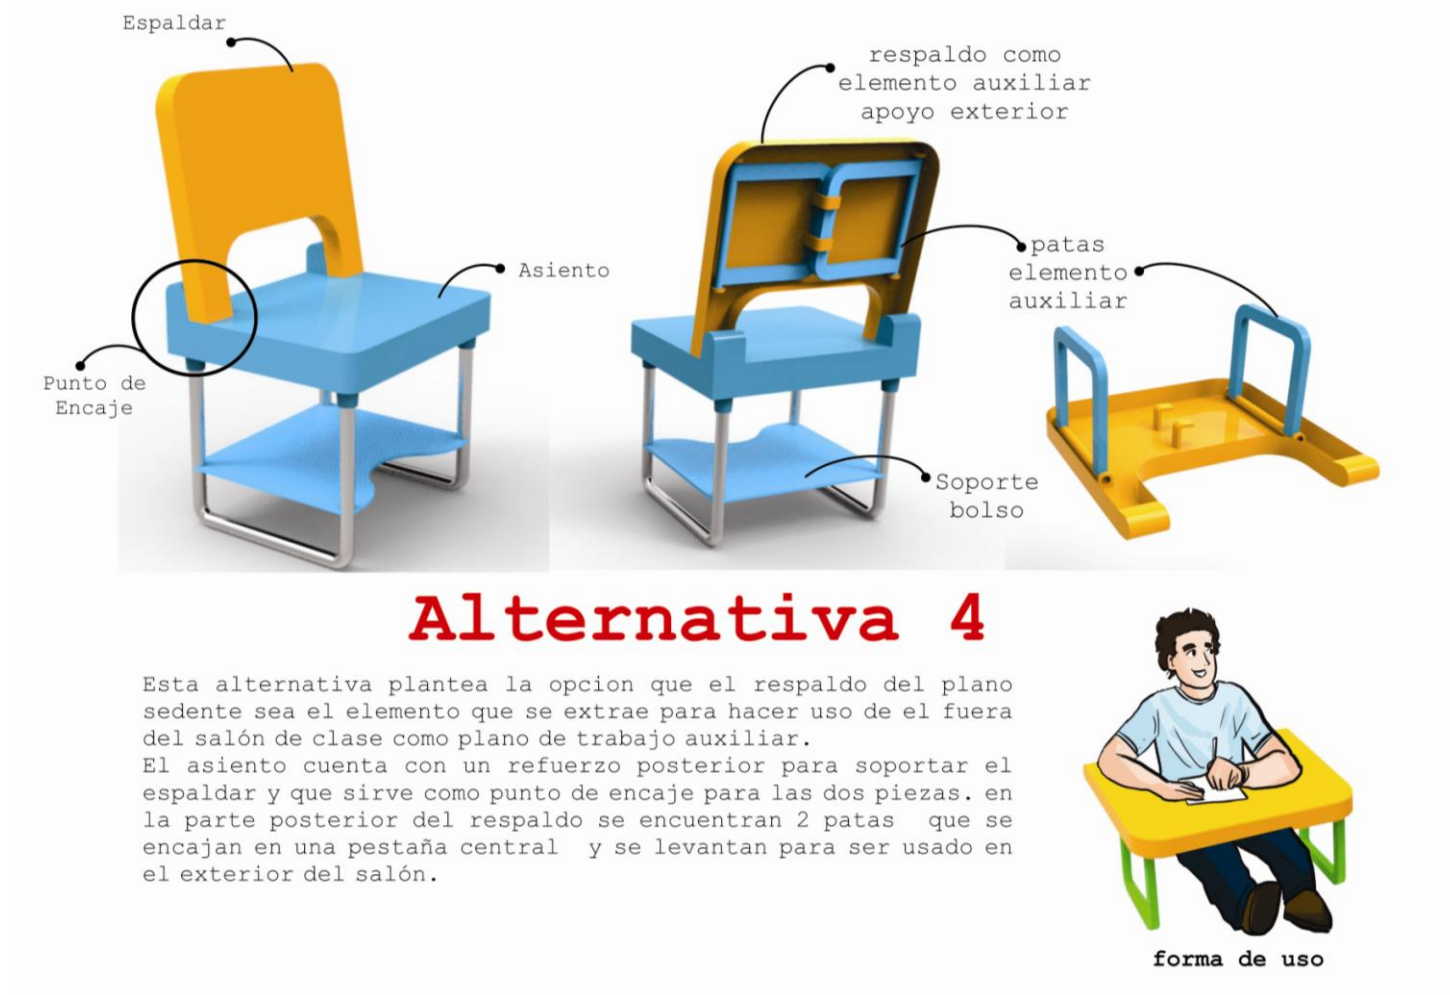 Espaldar
respaldo como
elemento auxiliar
apoyo exterior
Asiento
patas
elemento
auxiliar
Punto de
Encaje
Soporte
bolso
Alternativa 4
Esta alternativa plantea la opcion que el respaldo del plano
sedente sea el elemento que se extrae para hacer uso de el fuera
del salón de clase como plano de trabajo auxiliar.
El asiento cuenta con un refuerzo posterior para soportar el
espaldar y que sirve como punto de encaje para las dos piezas. en
la parte posterior del respaldo se encuentran 2 patas que se
encajan en una pestaña central y se levantan para ser usado en
el exterior del salón.
forma de uso